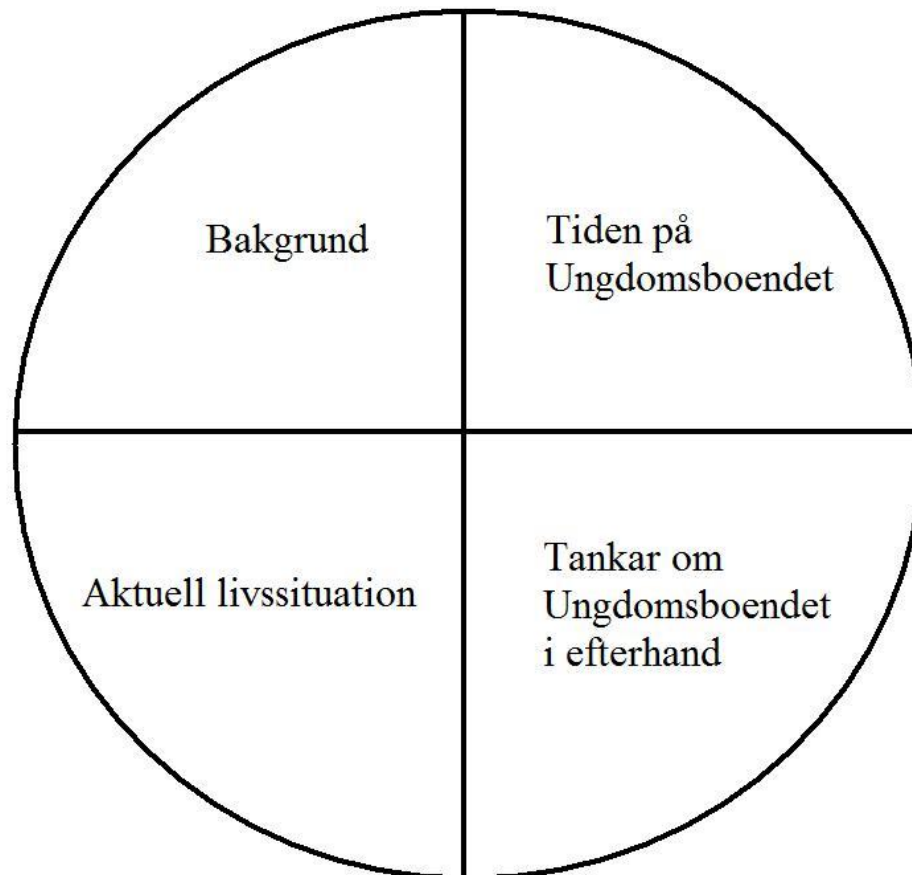 Bakgrund
Tiden på
Ungdomsboendet
Aktuell livssituation
Tankar om
Ungdomsboendet
i efterhand